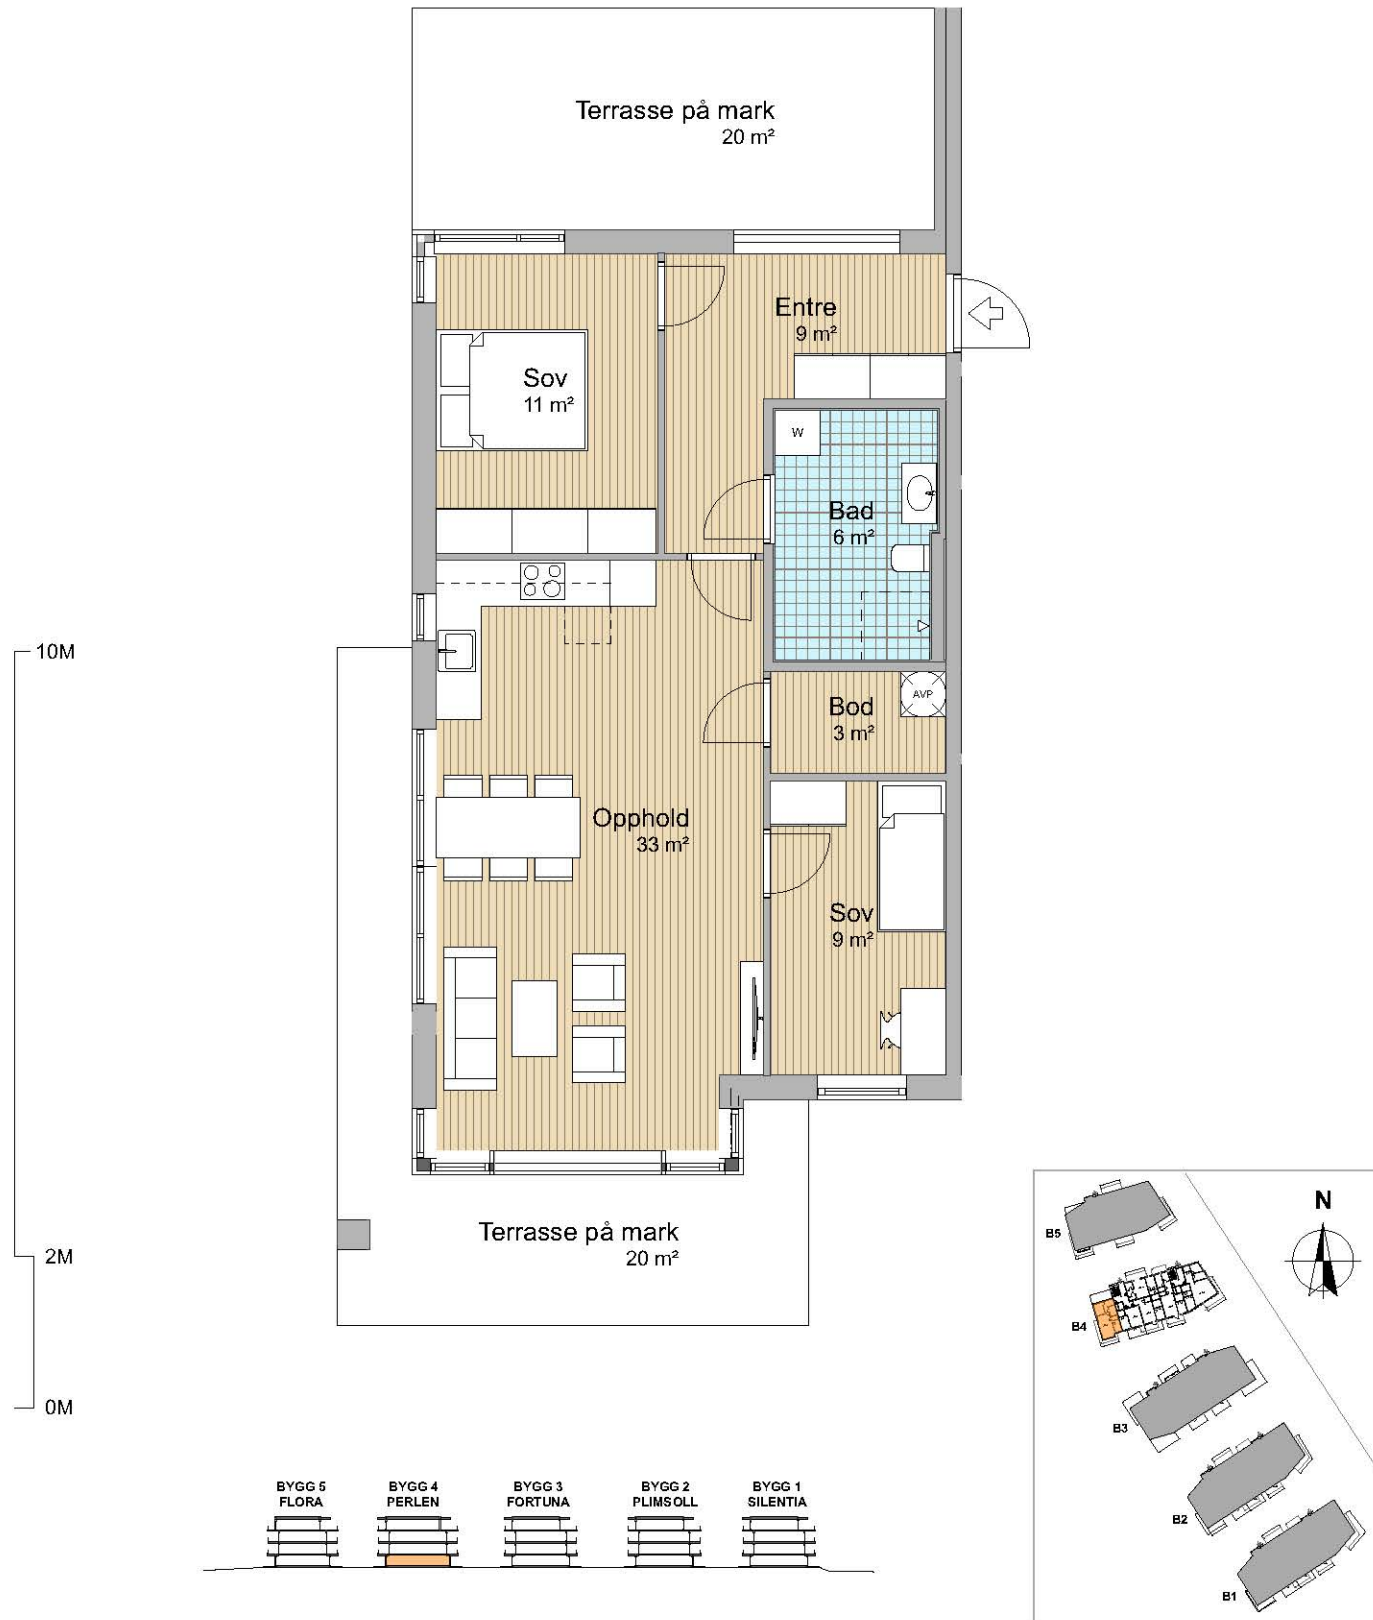 Terrasse på mark
20 m²
Entre
9 m²
Sov
11 m²
W
Bad
6 m²
10M
Bod
3 m²
AVP
Opphold
33 m²
Sov
9 m²
Terrasse på mark
20 m²
2M
0M
N
B5
B4
B3
B2
B1
BYGG 5
FLORA
BYGG 4
PERLEN
BYGG 3
FORTUNA
BYGG 2
PLIMSOLL
BYGG 1
SILENTIA